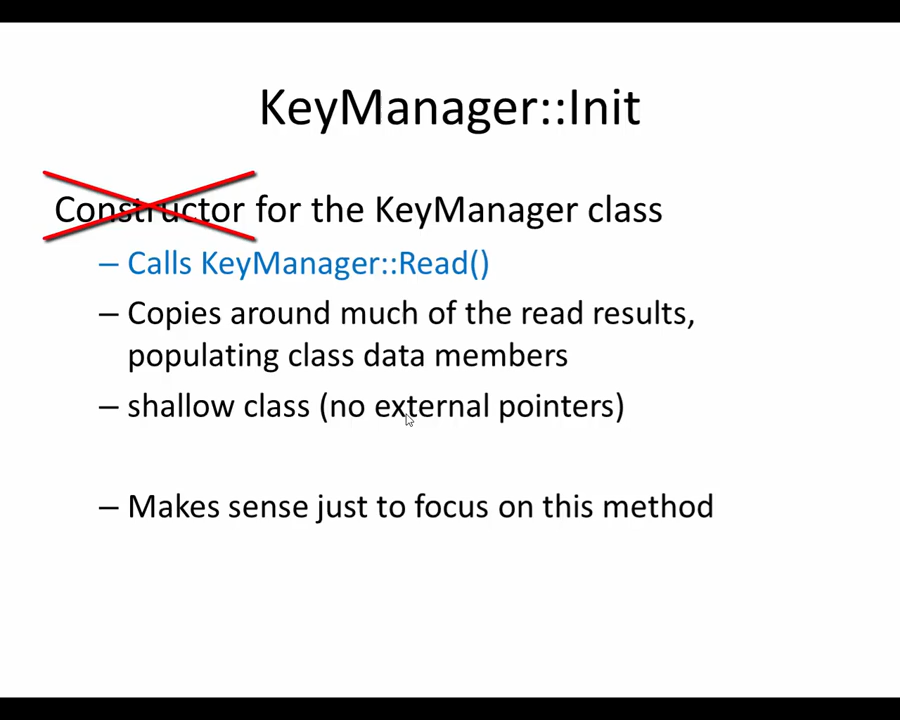 KeyManager::Init
Constructor for the KeyManager class
– Calls KeyManager::Read()
– Copies around much of the read results,
populating class data members
– shallow class (no external pointers)
– Makes sense just to focus on this method